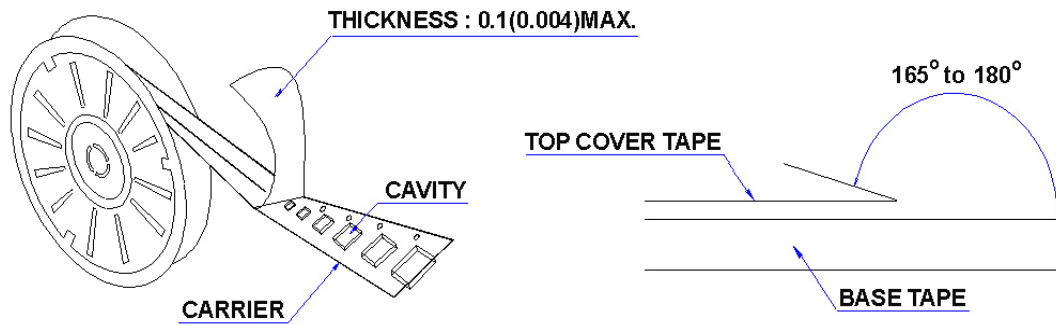 THICKNESS : 0.1(0.004)MAX.
CAVITY
CARRIER
165° to 180°
TOP COVER TAPE
BASE TAPE